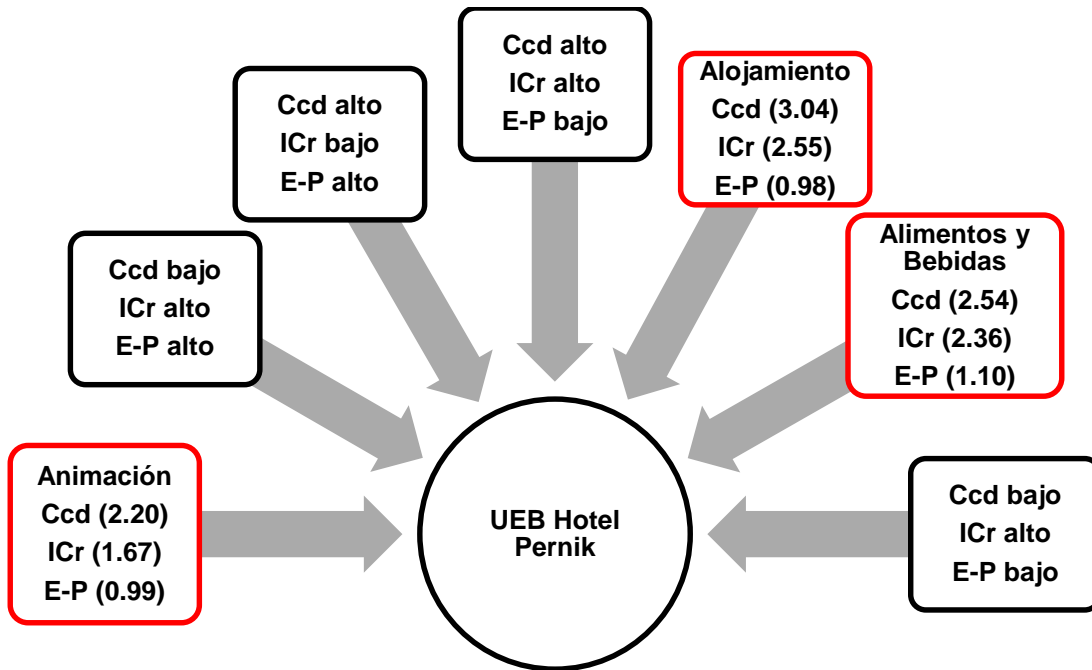 Ccd alto
ICr alto
E-P bajo
Ccd alto
ICr bajo
E-P alto
Alojamiento
Ccd (3.04)
ICr (2.55)
E-P (0.98)
Ccd bajo
ICr alto
E-P alto
Alimentos y
Bebidas
Ccd (2.54)
ICr (2.36)
E-P (1.10)
Animación
Ccd (2.20)
ICr (1.67)
E-P (0.99)
UEB Hotel
Pernik
Ccd bajo
ICr alto
E-P bajo